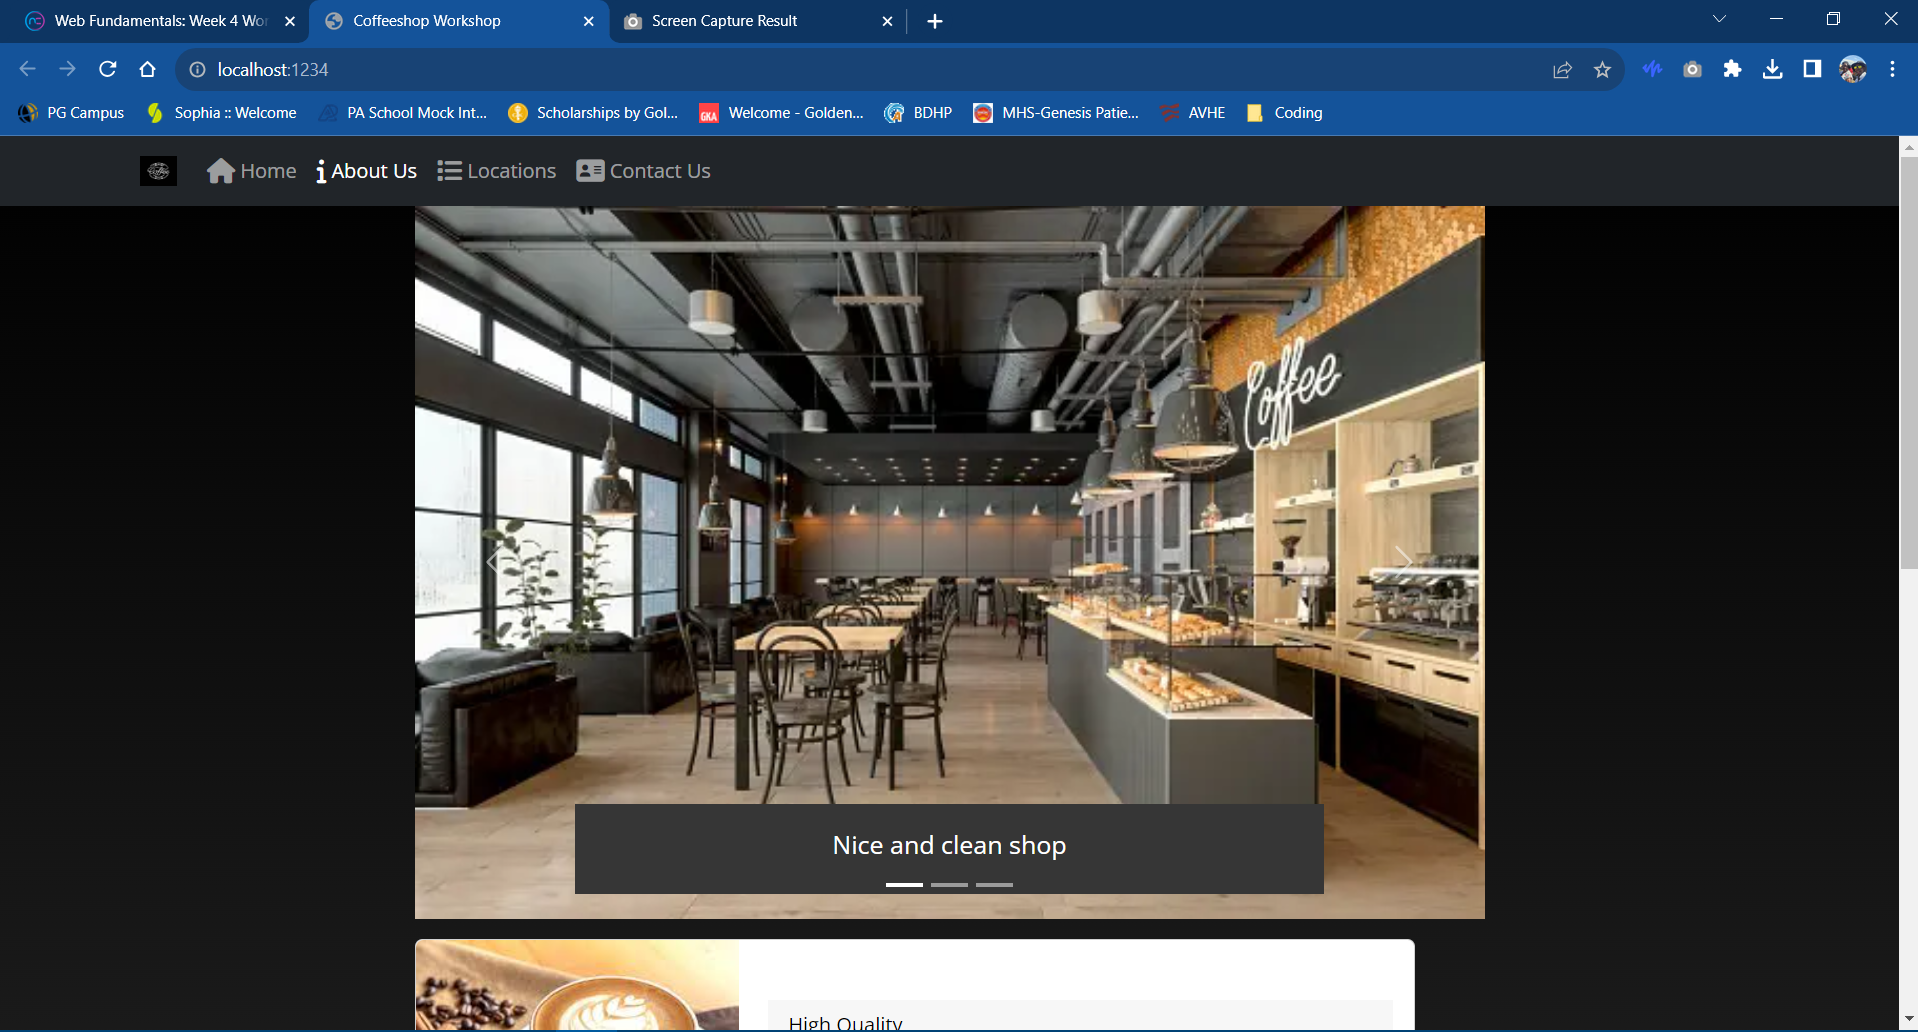 Web Fundamentals: Week 4 Wor
Coffeeshop Workshop
Screen Capture Result
localhost:1234
PG Campus
Sophia :: Welcome
PA School Mock Int...
Scholarships by Gol...
GKA
Welcome - Golden...
BDHP
MHS-Genesis Patie...
AVHE
Coding
Home
About Us
Locations
Contact Us
Coffee
Nice and clean shop
High Quality